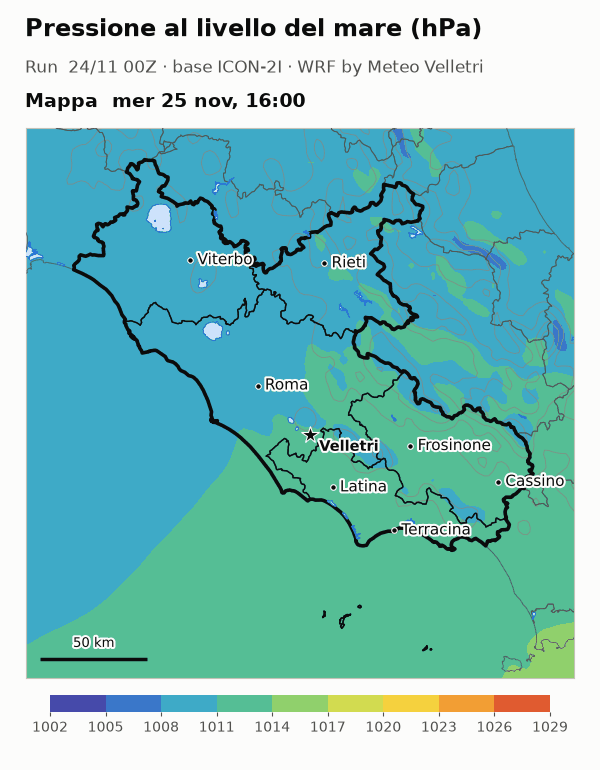 Pressione al livello del mare (hPa)
Run 24/11 00Z · base ICON-2I · WRF by Meteo Velletri
Mappa mer 25 nov, 16:00
Viterbo
Rieti
Roma
Velletri
Frosinone
Cassino
Latina
Terracina
50 km
1002 1005 1008 1011 1014 1017 1020 1023 1026 1029